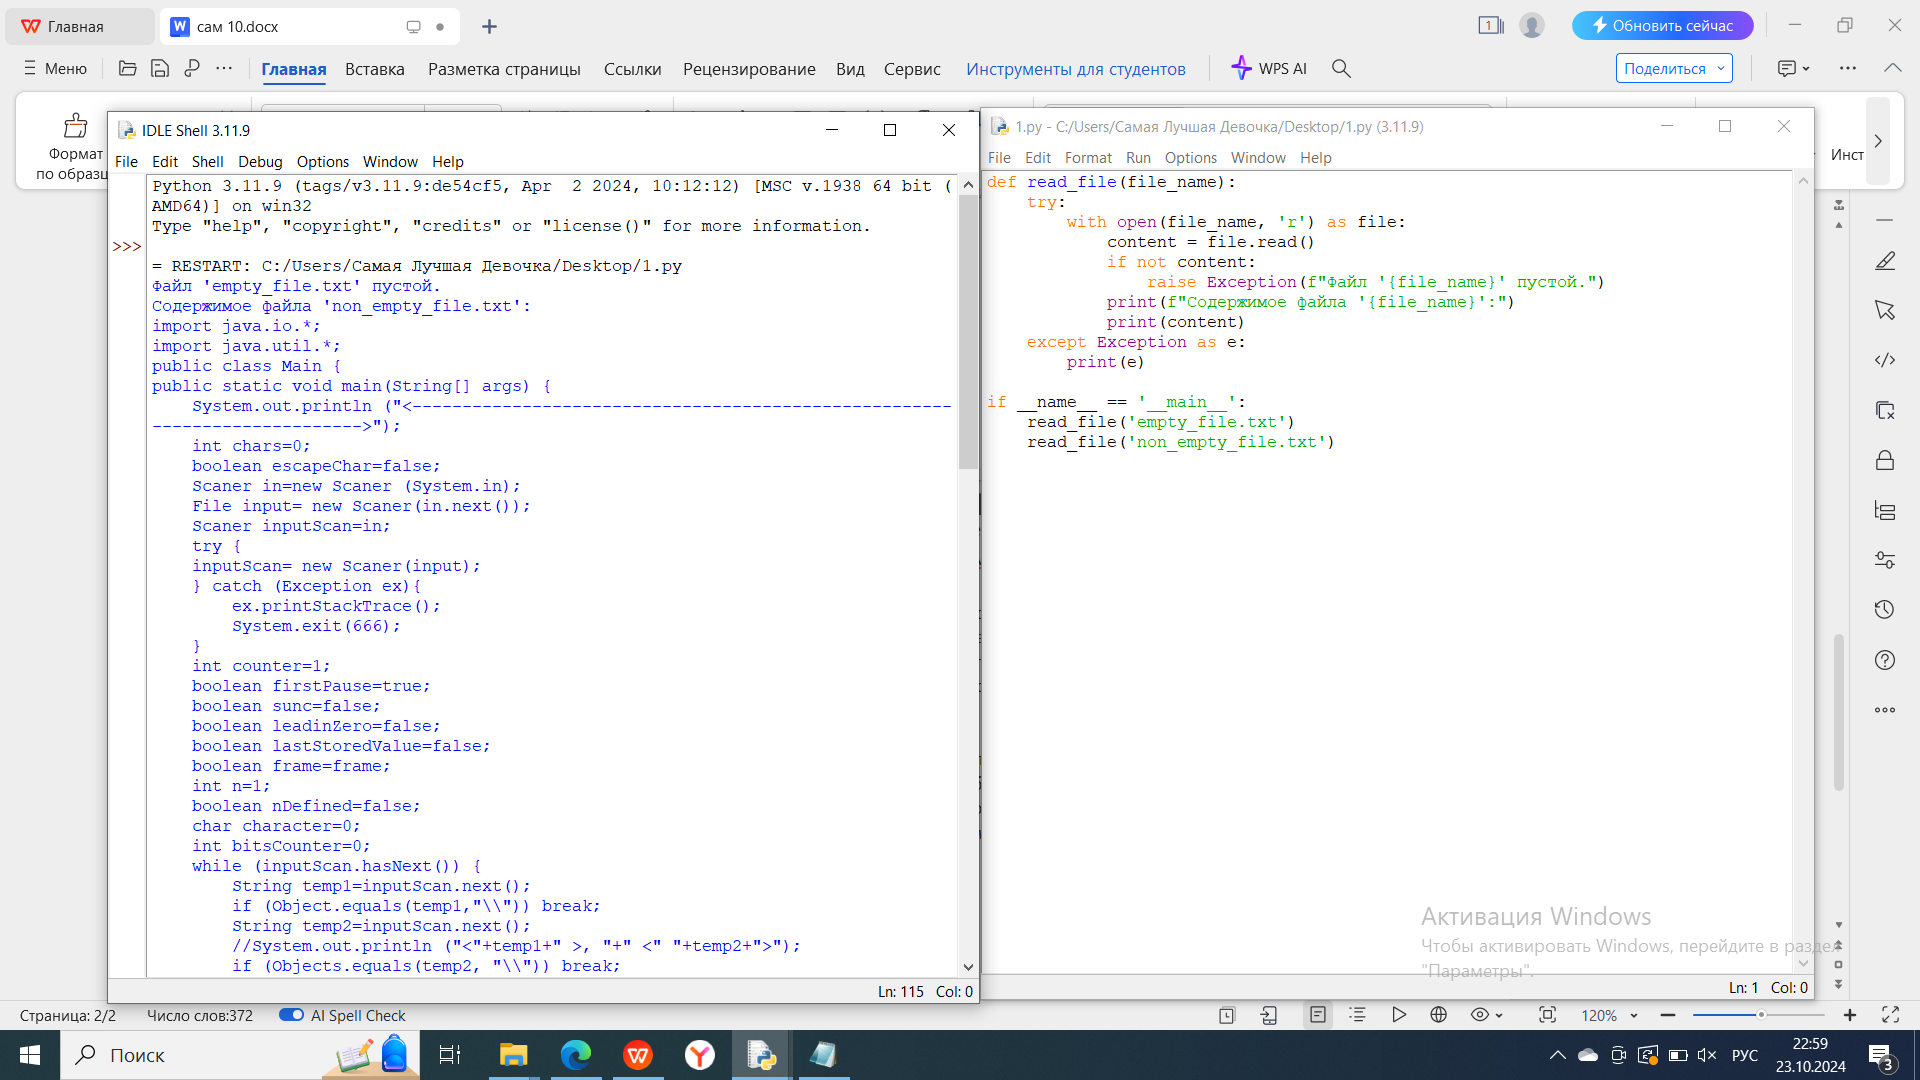 Главная
сам 10.docx
1
Обновить сейчас
Меню
Главная
Вставка
Разметка страницы
Ссылки
Рецензирование
Вид
Сервис
Инструменты для студентов
WPS AI
Поделиться
Формат
по образц
Инст
IDLE Shell 3.11.9
File Edit Shell Debug Options Window Help
Python 3.11.9 (tags/v3.11.9:de54cf5, Apr  2 2024, 10:12:12) [MSC v.1938 64 bit (
AMD64)] on win32
Type "help", "copyright", "credits" or "license()" for more information.
>>>
= RESTART: C:/Users/Самая Лучшая Девочка/Desktop/1.py
Файл 'empty_file.txt' пустой.
Содержимое файла 'non_empty_file.txt':
import java.io.*;
import java.util.*;
public class Main {
public static void main(String[] args) {
    System.out.println ("<------------------------------------------------------
---------------------">");
    int chars=0;
    boolean escapeChar=false;
    Scaner in=new Scaner (System.in);
    File input= new Scaner(in.next());
    Scaner inputScan=in;
    try {
    inputScan= new Scaner(input);
    } catch (Exception ex){
        ex.printStackTrace();
        System.exit(666);
    }
    int counter=1;
    boolean firstPause=true;
    boolean sunc=false;
    boolean leadinZero=false;
    boolean lastStoredValue=false;
    boolean frame=frame;
    int n=1;
    boolean nDefined=false;
    char character=0;
    int bitsCounter=0;
    while (inputScan.hasNext()) {
        String temp1=inputScan.next();
        if (Object.equals(temp1,"\\")) break;
        String temp2=inputScan.next();
        //System.out.println ("<"+temp1+" >, "+" <" "+temp2+">");
        if (Objects.equals(temp2, "\\")) break;
Ln: 115 Col: 0
1.py - C:/Users/Самая Лучшая Девочка/Desktop/1.py (3.11.9)
File Edit Format Run Options Window Help
def read_file(file_name):
    try:
        with open(file_name, 'r') as file:
            content = file.read()
            if not content:
                raise Exception(f"Файл '{file_name}' пустой.")
            print(f"Содержимое файла '{file_name}':")
            print(content)
    except Exception as e:
        print(e)
if __name__ == '__main__':
    read_file('empty_file.txt')
    read_file('non_empty_file.txt')
Активация Windows
Чтобы активировать Windows, перейдите в раздел
"Параметры".
Ln: 1 Col: 0
Страница: 2/2
Число слов:372
AI Spell Check
120%
Поиск
РУС
22:59
23.10.2024
3